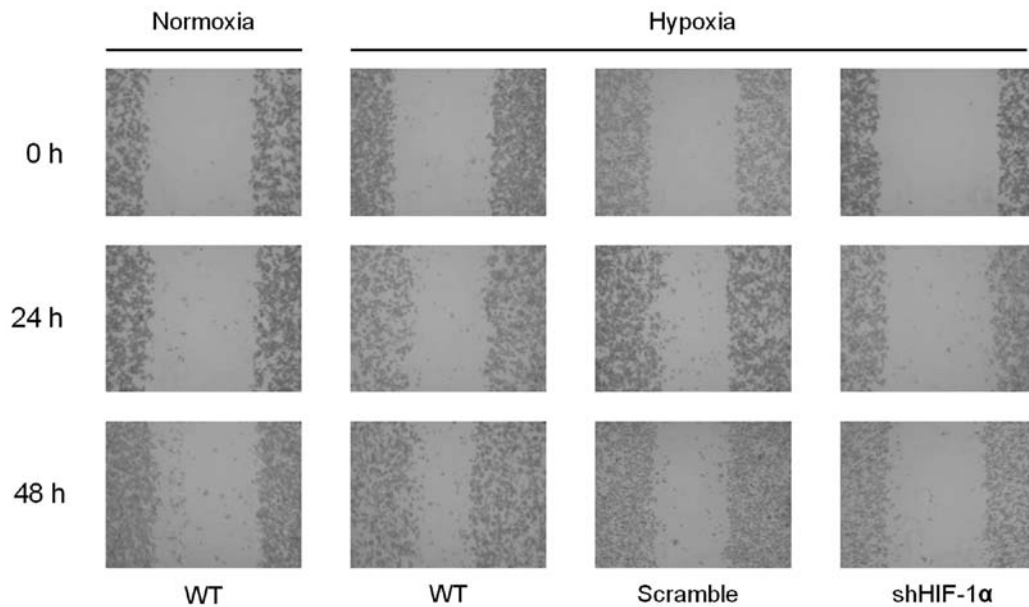 Normoxia Hypoxia
0 h
24 h
48 h
WT WT Scramble shHIF-1α